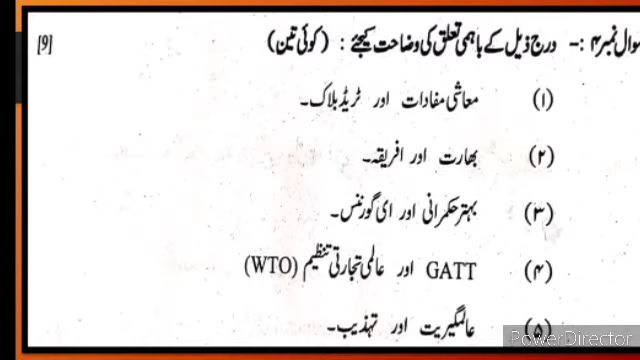 سوال نمبر ۴ :- درج ذیل کے باہمی تعلق کی وضاحت کیجئے : (کوئی تین) [9]
(۱) معاشی مفادات اور ٹریڈ بلاک۔
(۲) بھارت اور افریقہ۔
(۳) بہتر حکمرانی اور ای گورننس۔
(۴) GATT اور عالمی تجارتی تنظیم (WTO)
(۵) عالمگیریت اور تہذیب۔
PowerDirector